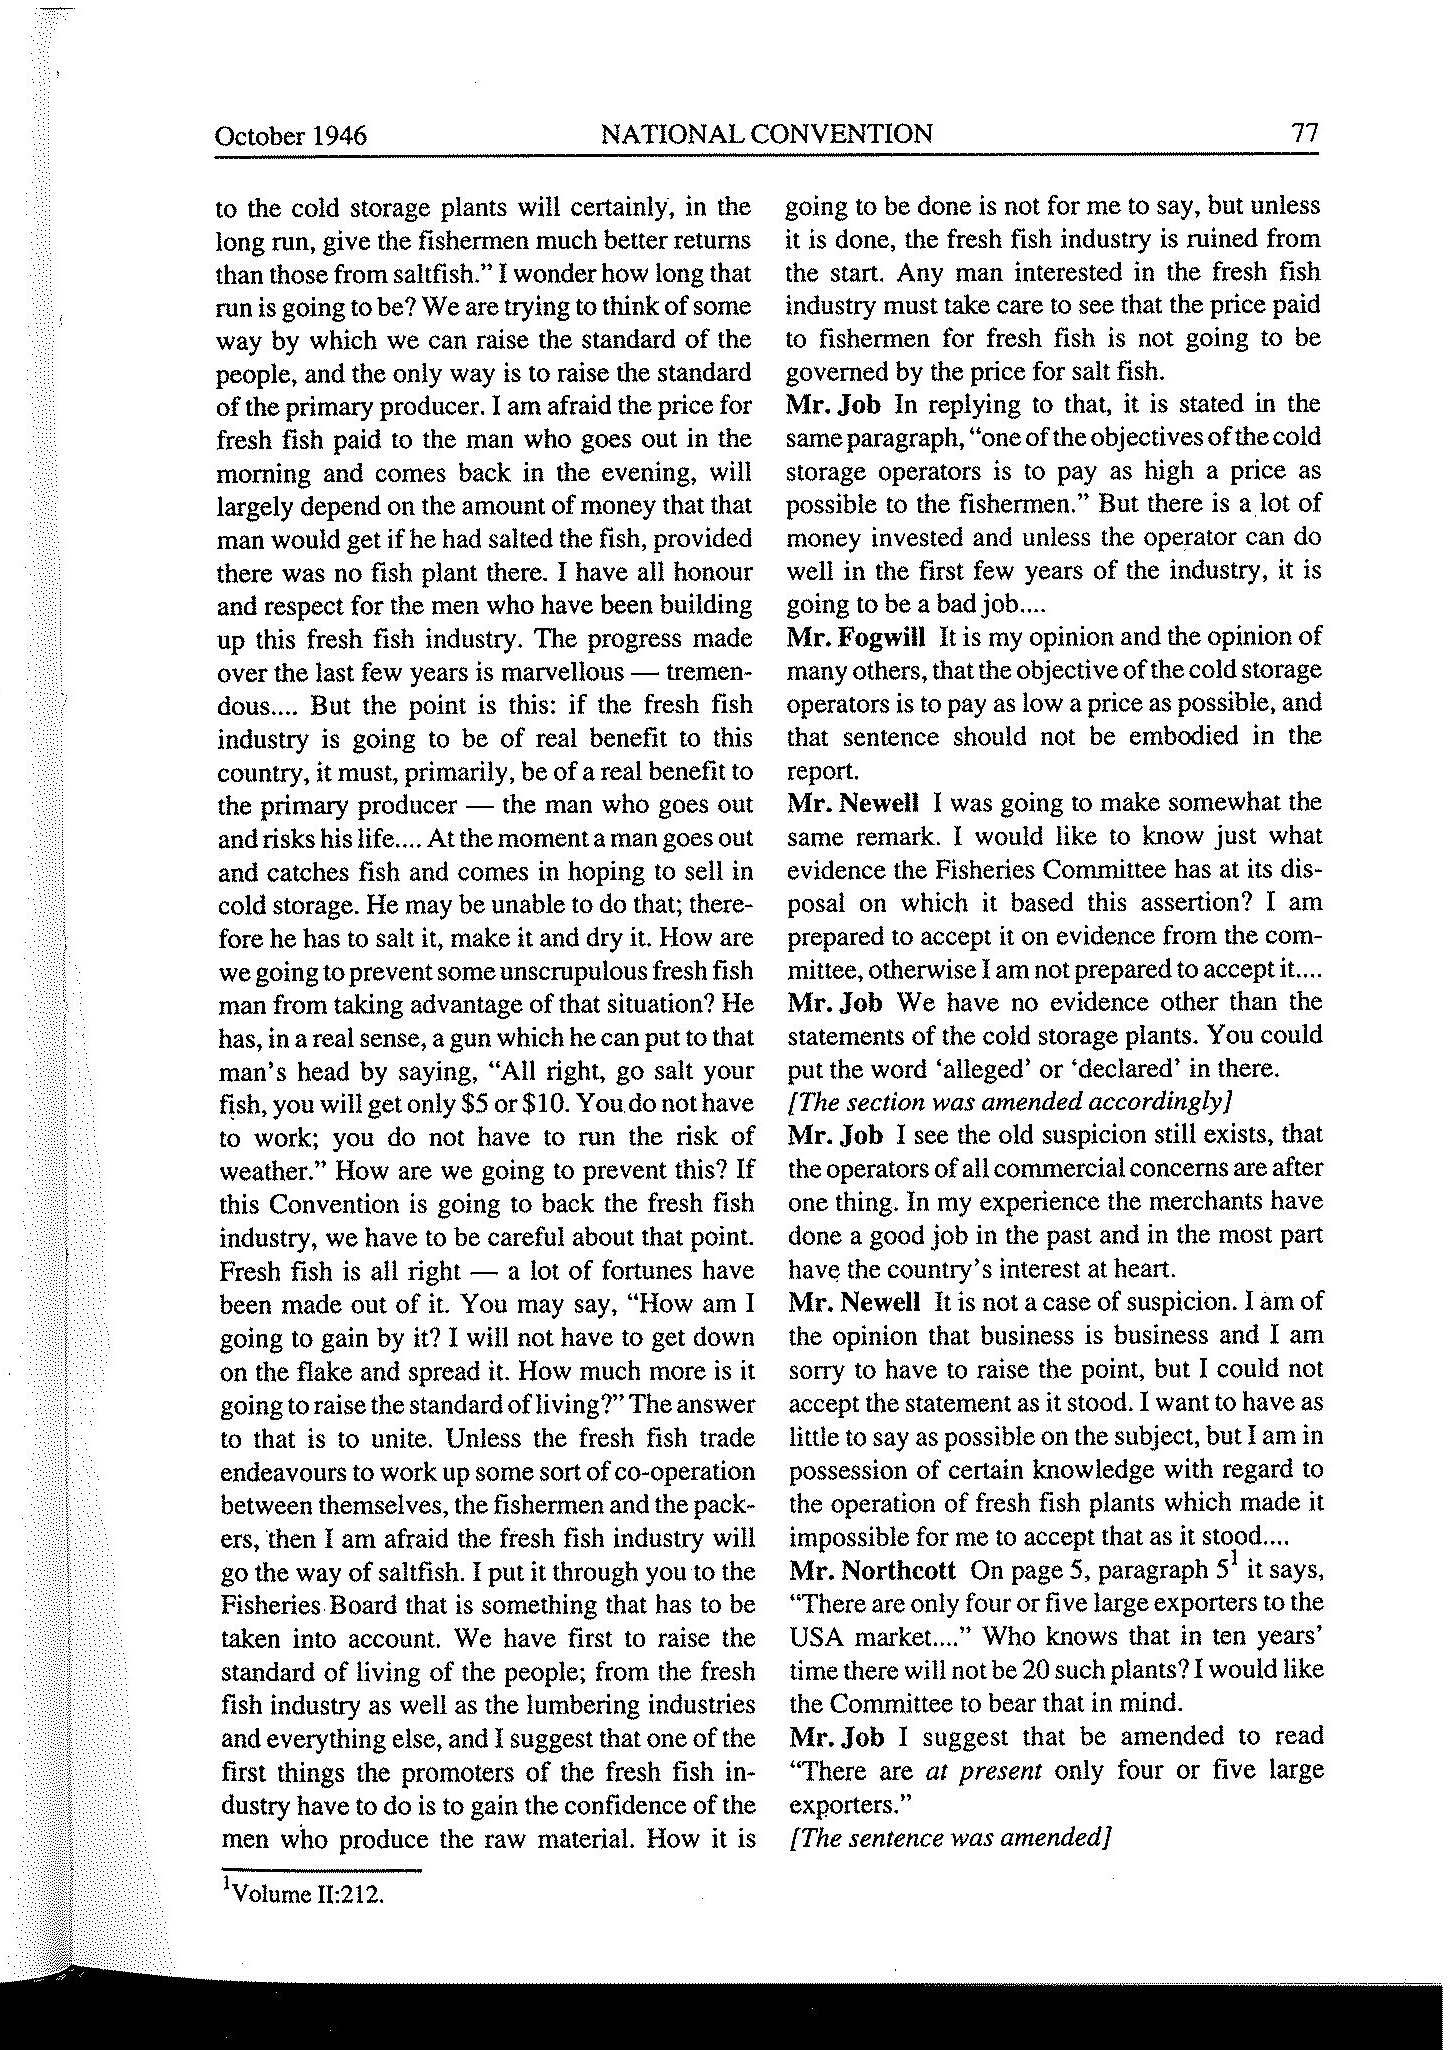 October 1946 NATIONAL CONVENTION 77
to the cold storage plants will certainly, in the
long run, give the fishermen much better returns
than those from saltfish.” I wonder how long that
run is going to be? We are trying to think of some
way by which we can raise the standard of the
people, and the only way is to raise the standard
of the primary producer. I am afraid the price for
fresh fish paid to the man who goes out in the
morning and comes back in the evening, will
largely depend on the amount of money that that
man would get if he had salted the fish, provided
there was no fish plant there. I have all honour
and respect for the men who have been building
up this fresh fish industry. The progress made
over the last few years is marvellous — tremen-
dous.... But the point is this: if the fresh fish
industry is going to be of real benefit to this
country, it must, primarily, be of a real benefit to
the primary producer — the man who goes out
and risks his life.... At the moment a man goes out
and catches fish and comes in hoping to sell in
cold storage. He may be unable to do that; there-
fore he has to salt it, make it and dry it. How are
we going to prevent some unscrupulous fresh fish
man from taking advantage of that situation? He
has, in a real sense, a gun which he can put to that
man’s head by saying, “All right, go salt your
fish, you will get only $5 or $10. You do not have
to work; you do not have to run the risk of
weather.” How are we going to prevent this? If
this Convention is going to back the fresh fish
industry, we have to be careful about that point.
Fresh fish is all right — a lot of fortunes have
been made out of it. You may say, “How am I
going to gain by it? I will not have to get down
on the flake and spread it. How much more is it
going to raise the standard of living?” The answer
to that is to unite. Unless the fresh fish trade
endeavours to work up some sort of co-operation
between themselves, the fishermen and the pack-
ers, then I am afraid the fresh fish industry will
go the way of saltfish. I put it through you to the
Fisheries Board that is something that has to be
taken into account. We have first to raise the
standard of living of the people; from the fresh
fish industry as well as the lumbering industries
and everything else, and I suggest that one of the
first things the promoters of the fresh fish in-
dustry have to do is to gain the confidence of the
men who produce the raw material. How it is
going to be done is not for me to say, but unless
it is done, the fresh fish industry is ruined from
the start. Any man interested in the fresh fish
industry must take care to see that the price paid
to fishermen for fresh fish is not going to be
governed by the price for salt fish.
Mr. Job In replying to that, it is stated in the
same paragraph, “one of the objectives of the cold
storage operators is to pay as high a price as
possible to the fishermen.” But there is a lot of
money invested and unless the operator can do
well in the first few years of the industry, it is
going to be a bad job....
Mr. Fogwill It is my opinion and the opinion of
many others, that the objective of the cold storage
operators is to pay as low a price as possible, and
that sentence should not be embodied in the
report.
Mr. Newell I was going to make somewhat the
same remark. I would like to know just what
evidence the Fisheries Committee has at its dis-
posal on which it based this assertion? I am
prepared to accept it on evidence from the com-
mittee, otherwise I am not prepared to accept it....
Mr. Job We have no evidence other than the
statements of the cold storage plants. You could
put the word ‘alleged’ or ‘declared’ in there.
[The section was amended accordingly]
Mr. Job I see the old suspicion still exists, that
the operators of all commercial concerns are after
one thing. In my experience the merchants have
done a good job in the past and in the most part
have the country’s interest at heart.
Mr. Newell It is not a case of suspicion. I am of
the opinion that business is business and I am
sorry to have to raise the point, but I could not
accept the statement as it stood. I want to have as
little to say as possible on the subject, but I am in
possession of certain knowledge with regard to
the operation of fresh fish plants which made it
impossible for me to accept that as it stood....
Mr. Northcott On page 5, paragraph 5¹ it says,
“There are only four or five large exporters to the
USA market....” Who knows that in ten years’
time there will not be 20 such plants? I would like
the Committee to bear that in mind.
Mr. Job I suggest that be amended to read
“There are at present only four or five large
exporters.”
[The sentence was amended]
¹Volume II:212.